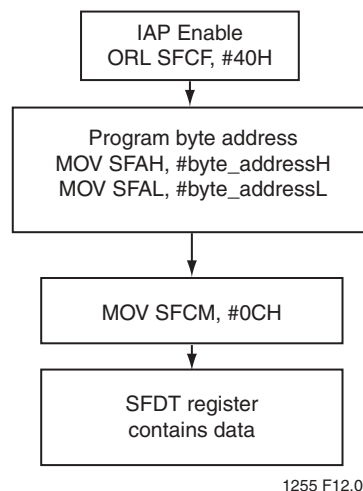 IAP Enable
ORL SFCF, #40H
Program byte address
MOV SFAH, #byte_addressH
MOV SFAL, #byte_addressL
MOV SFCM, #0CH
SFDT register
contains data
1255 F12.0